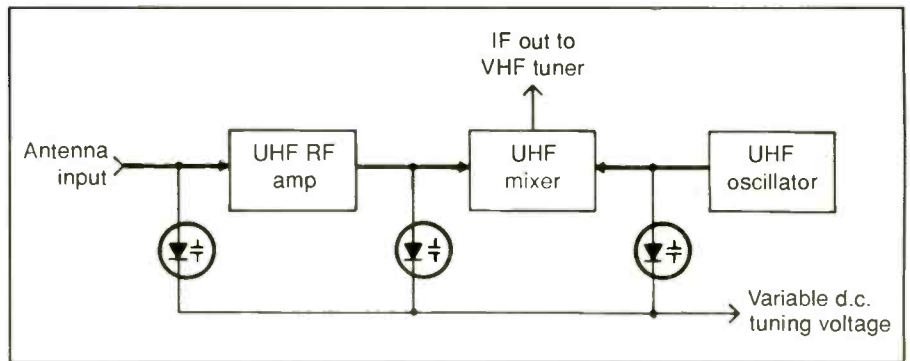 IF out to
VHF tuner
Antenna
input
UHF RF
amp
UHF
mixer
UHF
oscillator
Variable d.c.
tuning voltage